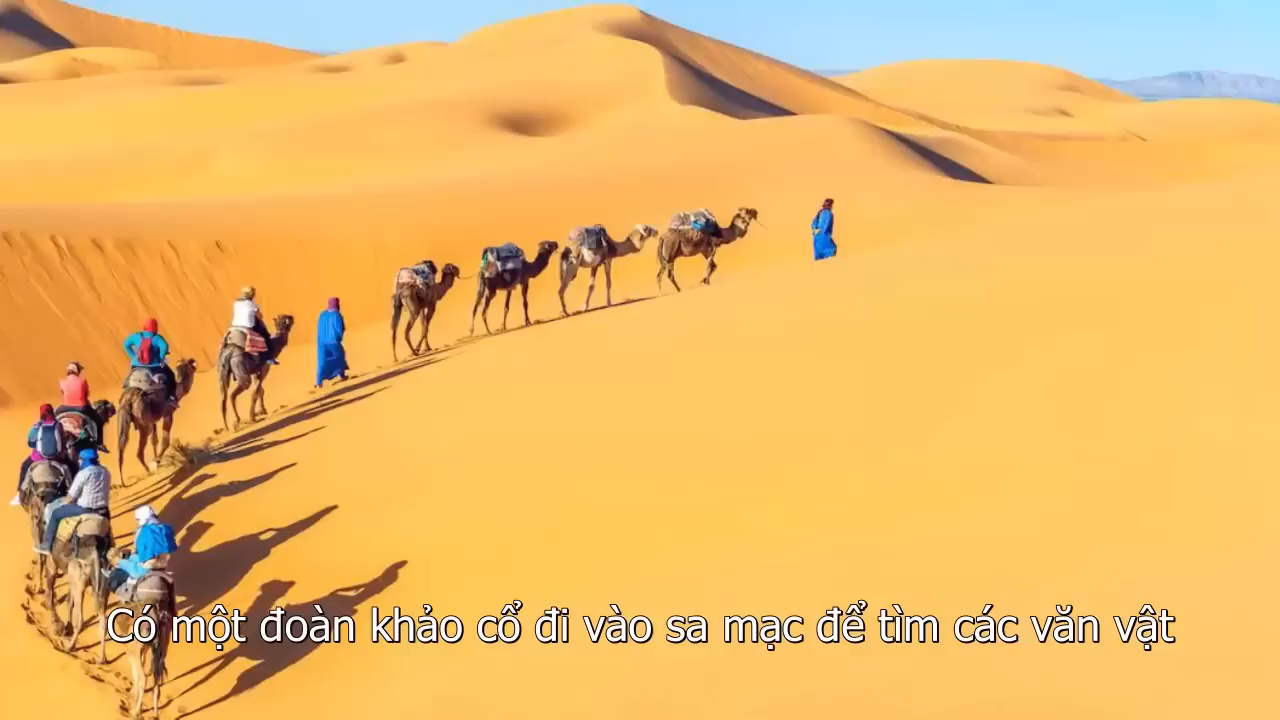 Có một đoàn khảo cổ đi vào sa mạc để tìm các văn vật